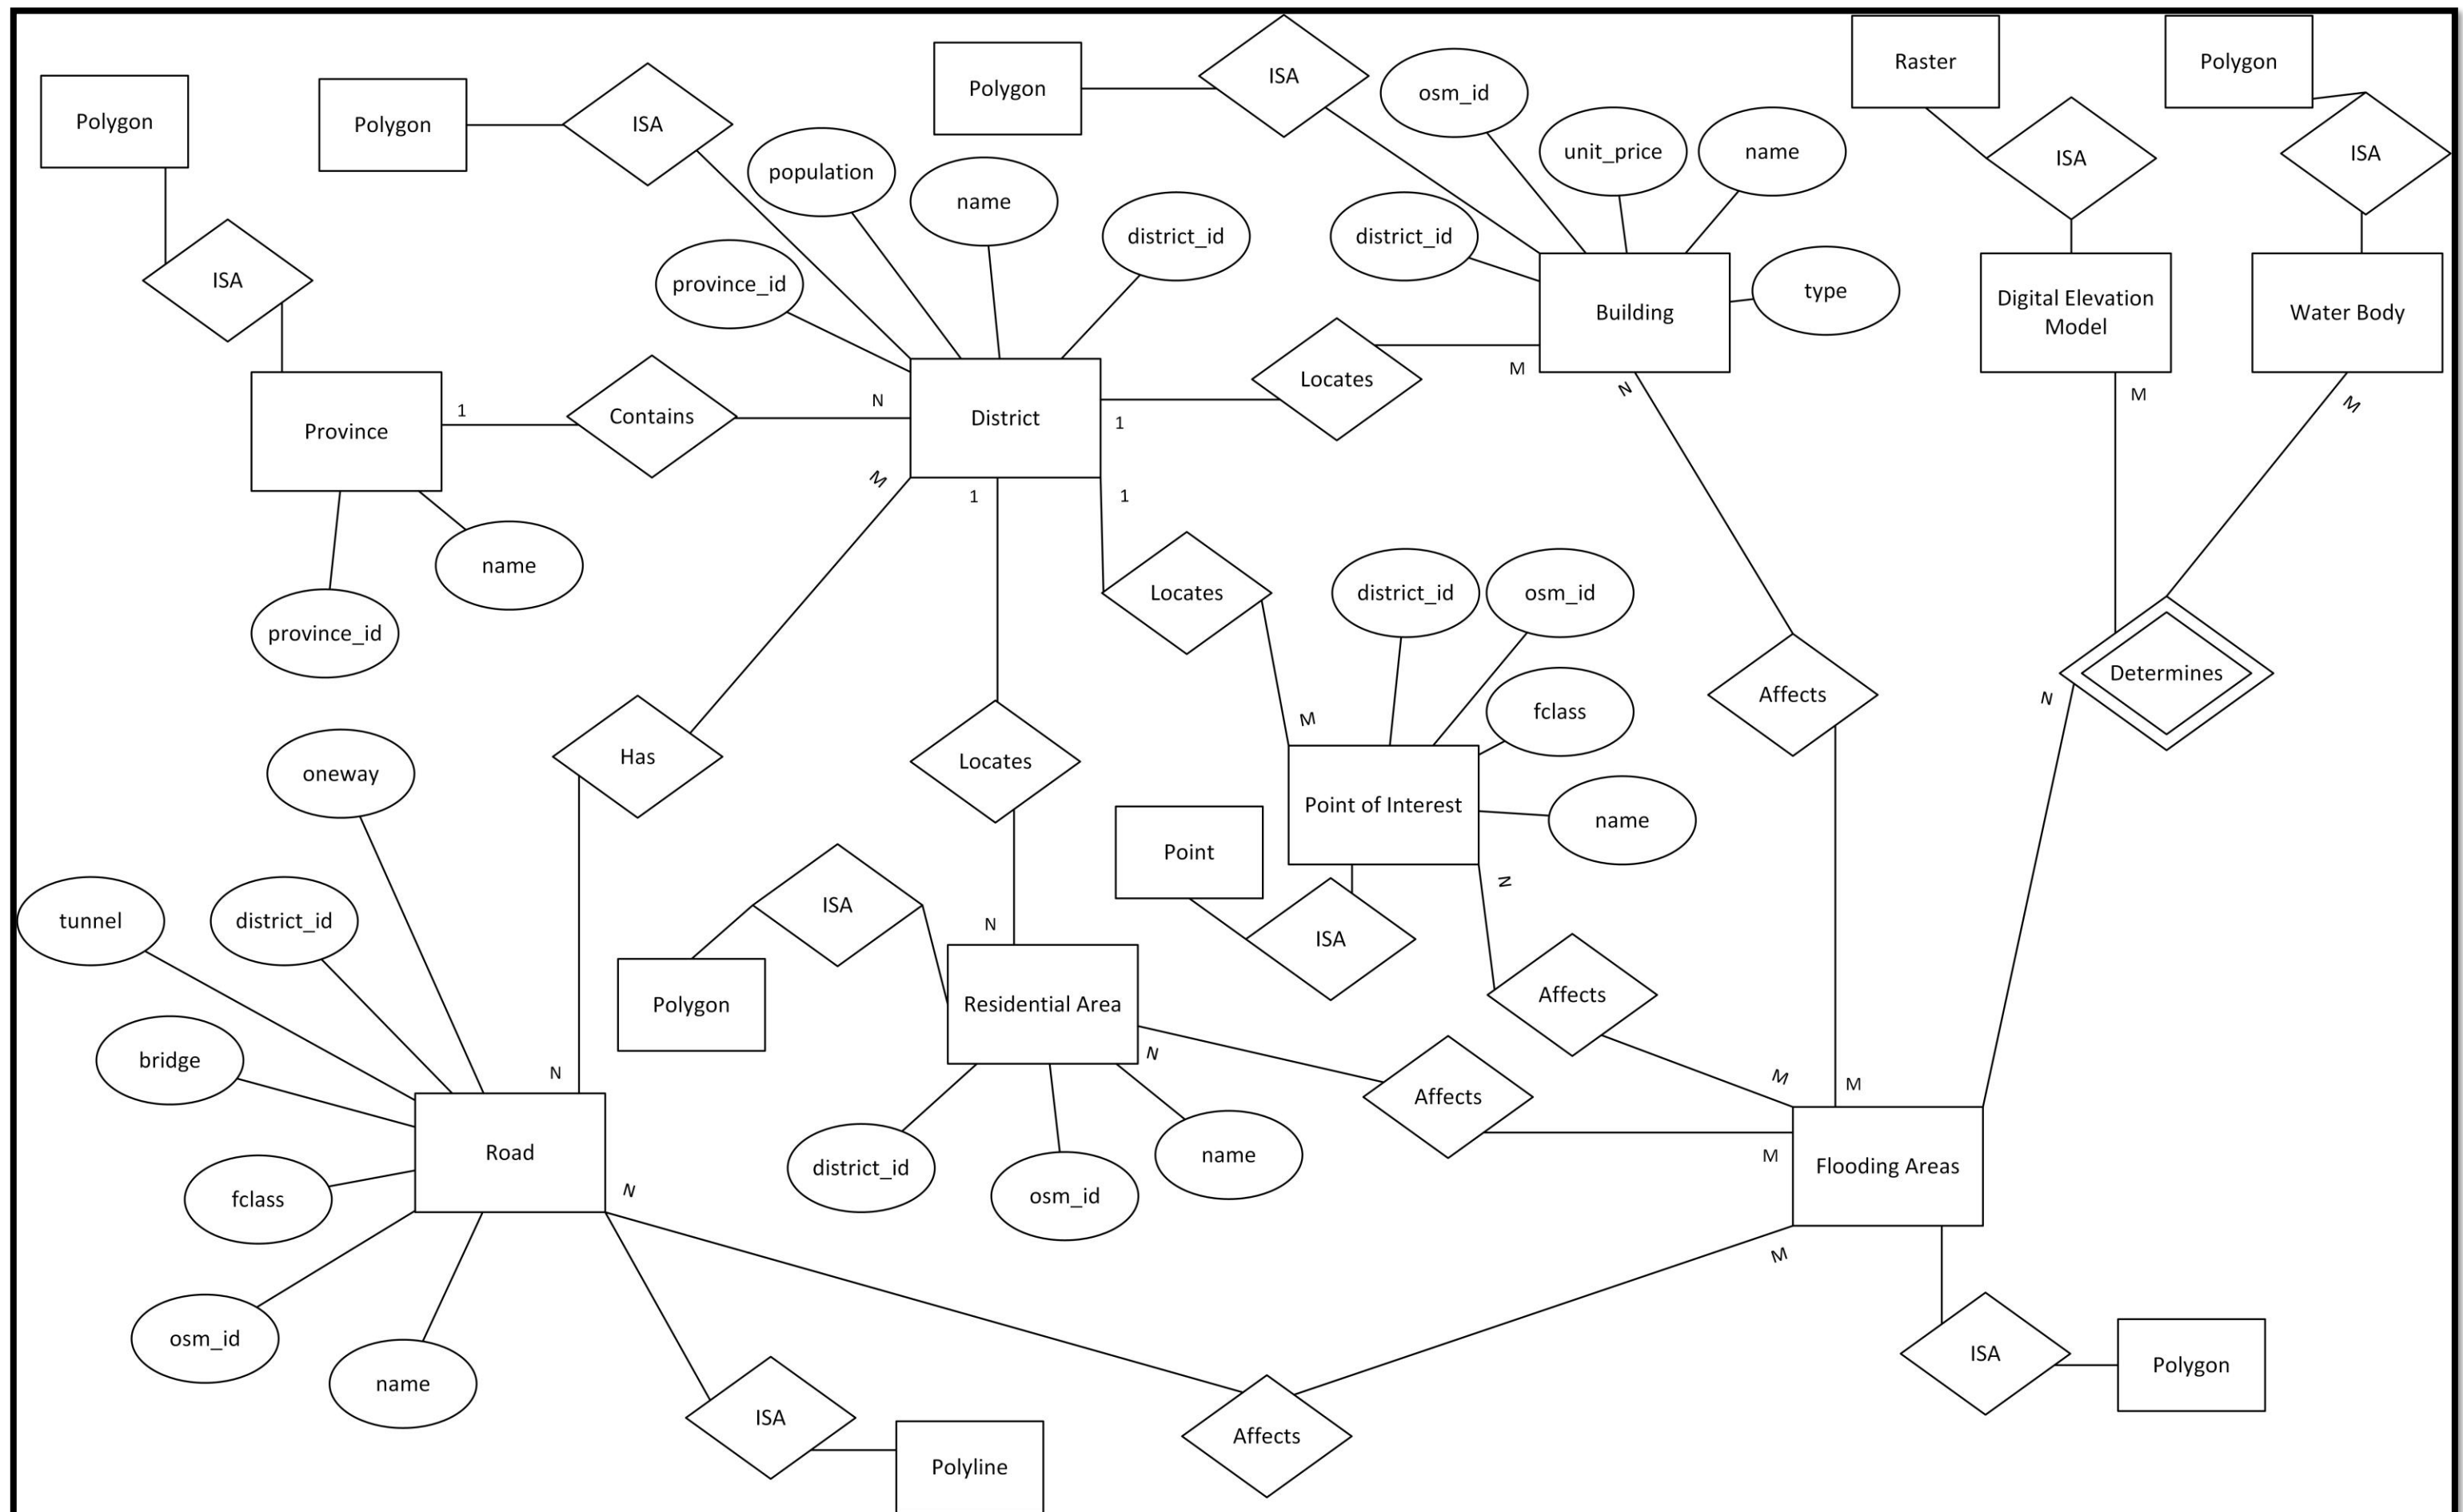 Raster
Polygon
ISA
Polygon
osm_id
Polygon
Polygon
ISA
unit_price
name
ISA
ISA
population
name
district_id
district_id
province_id
ISA
type
Digital Elevation
Model
Water Body
Building
Locates
M
N
M
M
Province
1
Contains
N
District
1
M
1
1
name
province_id
Locates
district_id
osm_id
Determines
N
Affects
fclass
M
Has
Locates
oneway
Point of Interest
name
Point
N
tunnel
district_id
ISA
N
ISA
Polygon
Residential Area
Affects
N
bridge
N
Affects
M
M
Road
district_id
osm_id
name
M
Flooding Areas
fclass
N
M
osm_id
name
ISA
Polyline
Affects
ISA
Polygon